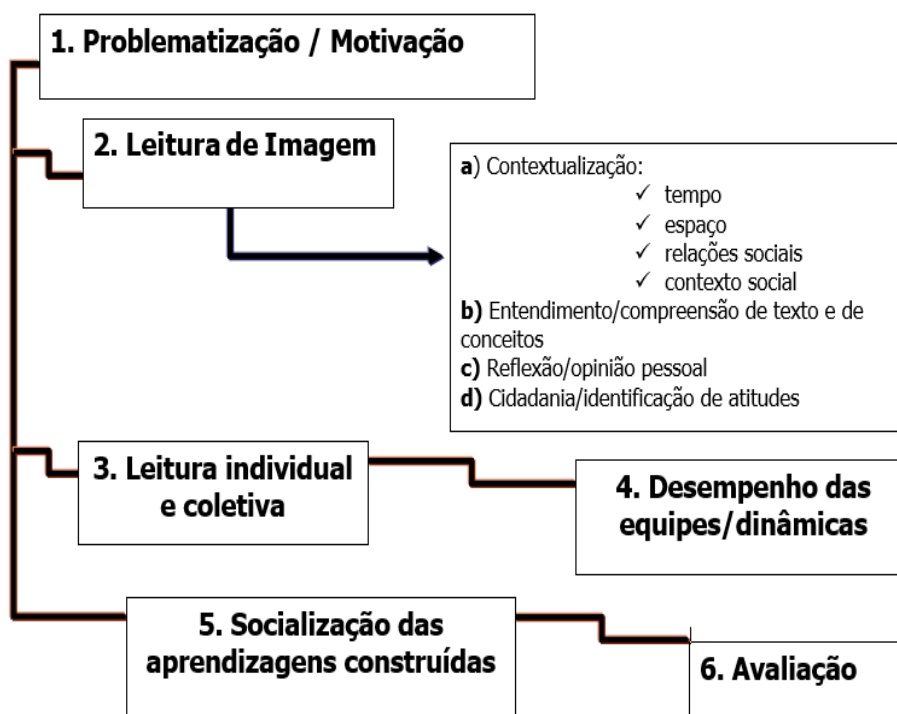 1. Problematização / Motivação
2. Leitura de Imagem
a) Contextualização:
✓ tempo
✓ espaço
✓ relações sociais
✓ contexto social
b) Entendimento/compreensão de texto e de
conceitos
c) Reflexão/opinião pessoal
d) Cidadania/identificação de atitudes
3. Leitura individual
e coletiva
4. Desempenho das
equipes/dinâmicas
5. Socialização das
aprendizagens construídas
6. Avaliação